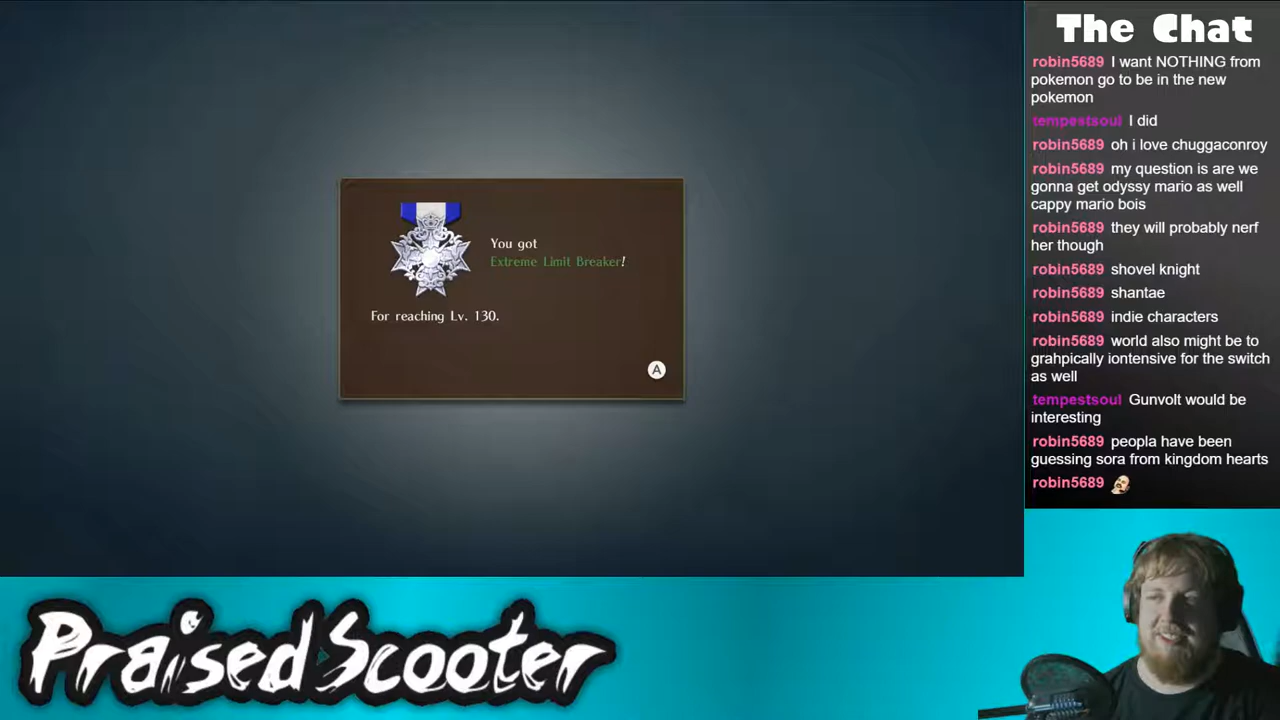 You got
Extreme Limit Breaker!
For reaching Lv. 130.
A
The Chat
robin5689 I want NOTHING from
pokemon go to be in the new
pokemon
tempestsoul I did
robin5689 oh i love chuggaconroy
robin5689 my question is are we
gonna get odyssy mario as well
cappy mario bois
robin5689 they will probably nerf
her though
robin5689 shovel knight
robin5689 shantae
robin5689 indie characters
robin5689 world also might be to
grahpically iontensive for the switch
as well
tempestsoul Gunvolt would be
interesting
robin5689 peopla have been
guessing sora from kingdom hearts
robin5689
PraisedScooter